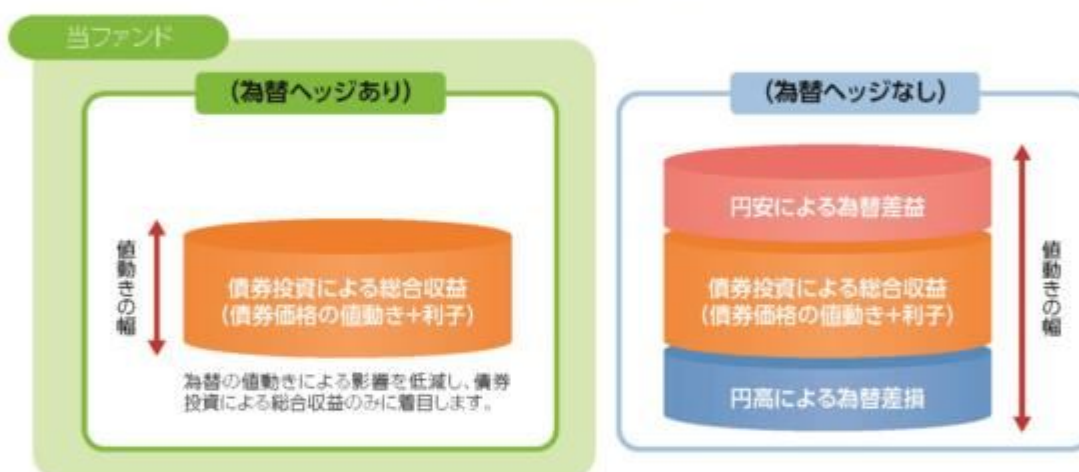 当ファンド
(為替ヘッジあり)
値動きの幅
債券投資による総合収益
(債券価格の値動き+利子)
為替の値動きによる影響を低減し、債券
投資による総合収益のみに着目します。
(為替ヘッジなし)
円安による為替差益
債券投資による総合収益
(債券価格の値動き+利子)
円高による為替差損
値動きの幅